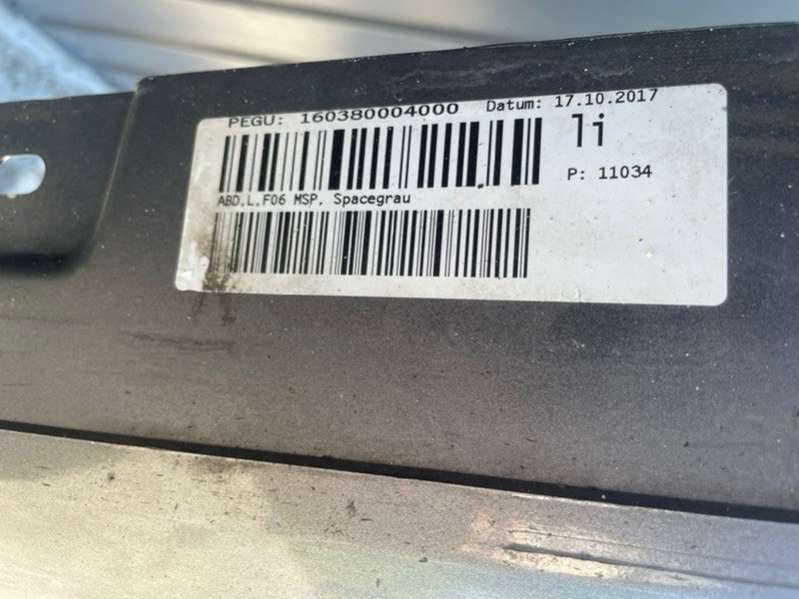 PEGU: 160380004000 Datum: 17.10.2017
li
P: 11034
ABD.L.F06 MSP. Spacegrau